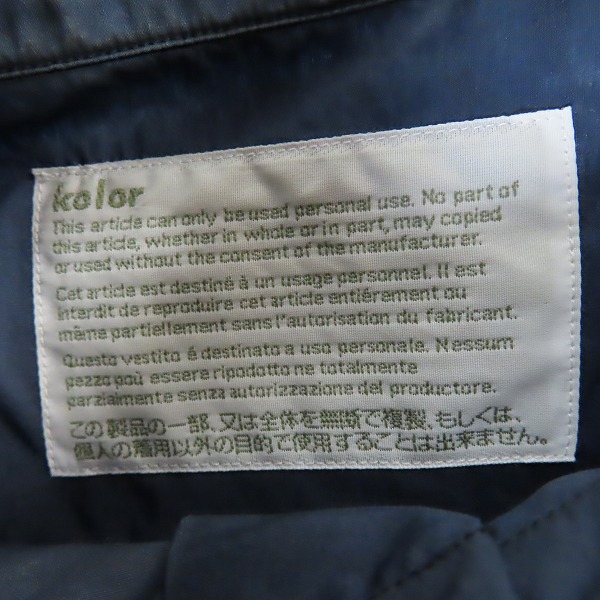 kolor
This article can only be used personal use. No part of
this article, whether in whole or in part, may copied
or used without the consent of the manufacturer.
Cet article est destiné à un usage personnel. Il est
interdit de reproduire cet article entiérement ou
même partiellement sans l'autorisation du fabricant.
Questo vestito é destinato a uso personale. Nessum
pezzo poù essere ripodotto ne totalmente
parzialmente senza autorizzazione del productore.
この製品の一部、又は全体を無断で複製、もしくは、
個人の着用以外の目的で使用することは出来ません。